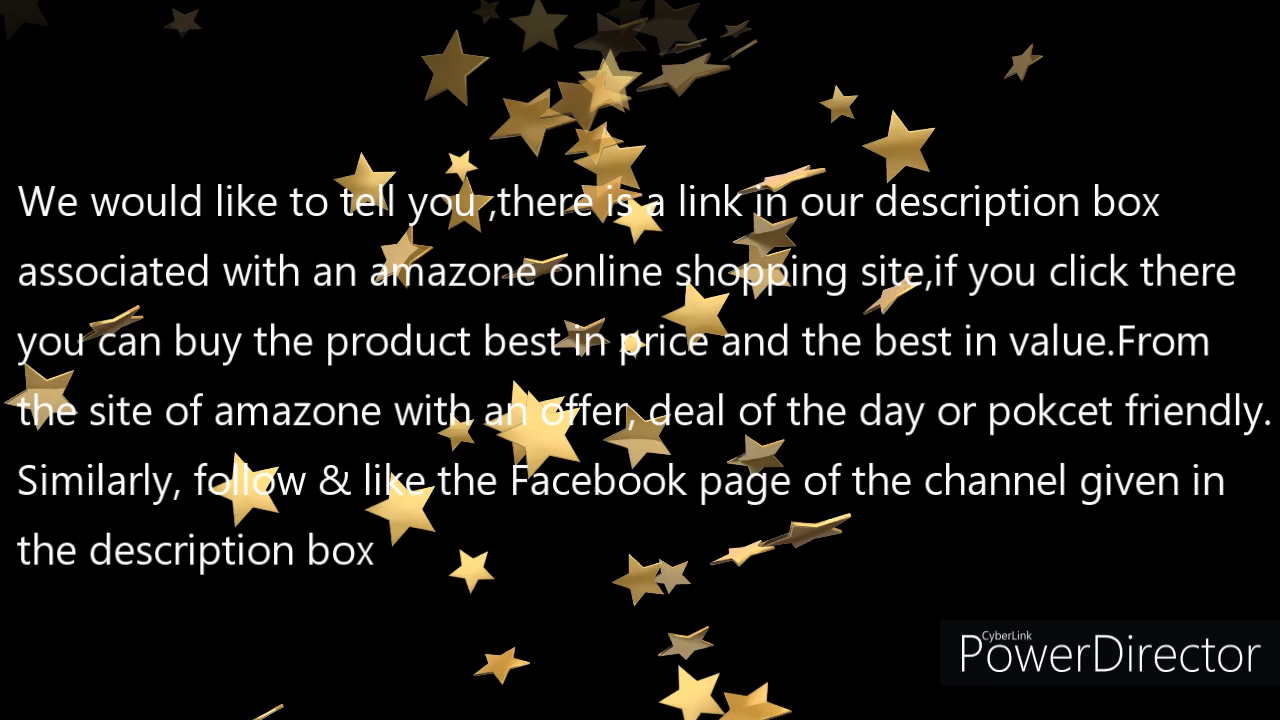 We would like to tell you ,there is a link in our description box
associated with an amazone online shopping site,if you click there
you can buy the product best in price and the best in value.From
the site of amazone with an offer, deal of the day or pokcet friendly.
Similarly, follow & like the Facebook page of the channel given in
the description box
CyberLink
PowerDirector